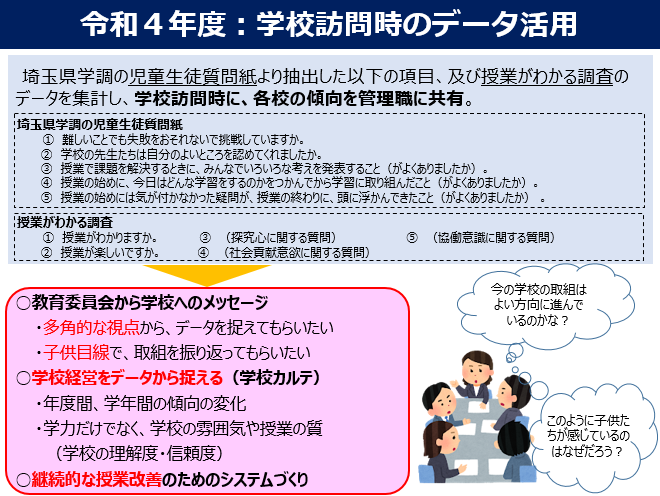 令和４年度：学校訪問時のデータ活用
埼玉県学調の児童生徒質問紙より抽出した以下の項目、及び授業がわかる調査の
データを集計し、学校訪問時に、各校の傾向を管理職に共有。
埼玉県学調の児童生徒質問紙
① 難しいことでも失敗をおそれないで挑戦していますか。
② 学校の先生たちは自分のよいところを認めてくれましたか。
③ 授業で課題を解決するときに、みんなでいろいろな考えを発表すること（がよくありましたか）。
④ 授業の始めに、今日はどんな学習をするのかをつかんでから学習に取り組んだこと（がよくありましたか）。
⑤ 授業の始めには気が付かなかった疑問が、授業の終わりに、頭に浮かんできたこと（がよくありましたか） 。
授業がわかる調査
① 授業がわかりますか。 ③ （探究心に関する質問） ⑤ （協働意識に関する質問）
② 授業が楽しいですか。 ④ （社会貢献意欲に関する質問）
○教育委員会から学校へのメッセージ
・多角的な視点から、データを捉えてもらいたい
・子供目線で、取組を振り返ってもらいたい
○学校経営をデータから捉える（学校カルテ）
・年度間、学年間の傾向の変化
・学力だけでなく、学校の雰囲気や授業の質
（学校の理解度・信頼度）
○継続的な授業改善のためのシステムづくり
今の学校の取組は
よい方向に進んで
いるのかな？
このように子供た
ちが感じているの
はなぜだろう？